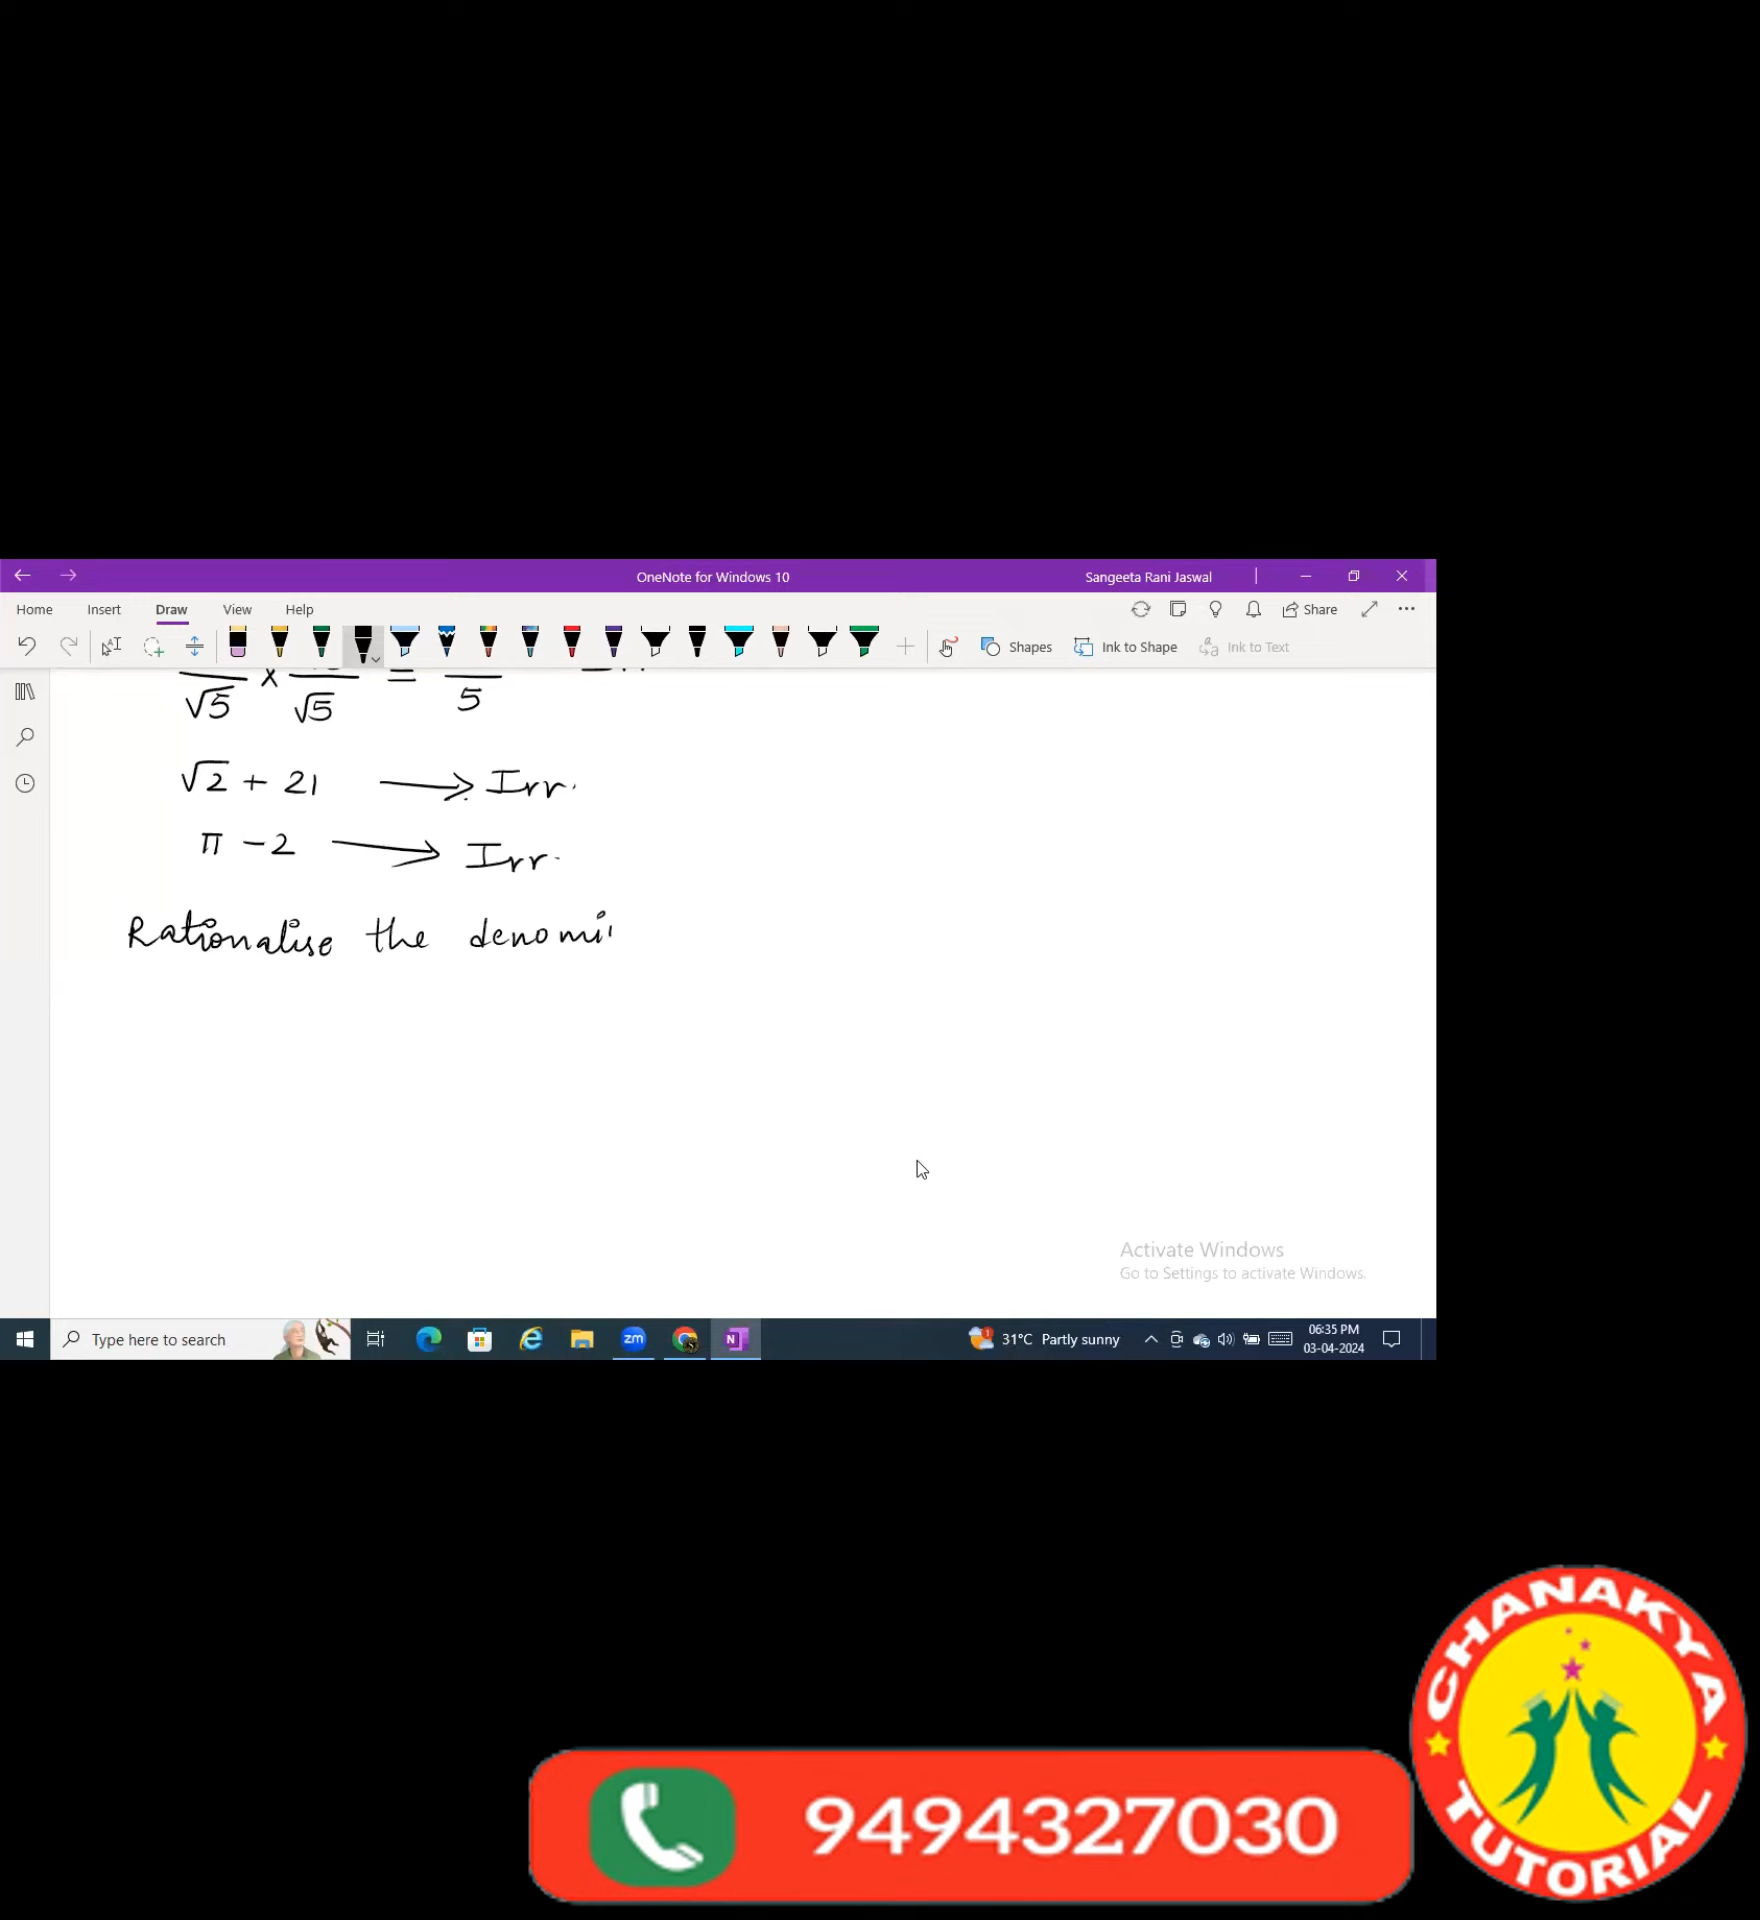 OneNote for Windows 10
Sangeeta Rani Jaswal
Home Insert Draw View Help
Share
Shapes
Ink to Shape
Ink to Text
√5 × √5 = 5
√2 + 21 → Irr.
π - 2 → Irr.
Rationalise the denomi
Activate Windows
Go to Settings to activate Windows.
Type here to search
zm
N
31°C Partly sunny
06:35 PM
03-04-2024
CHANAKYA
TUTORIAL
9494327030